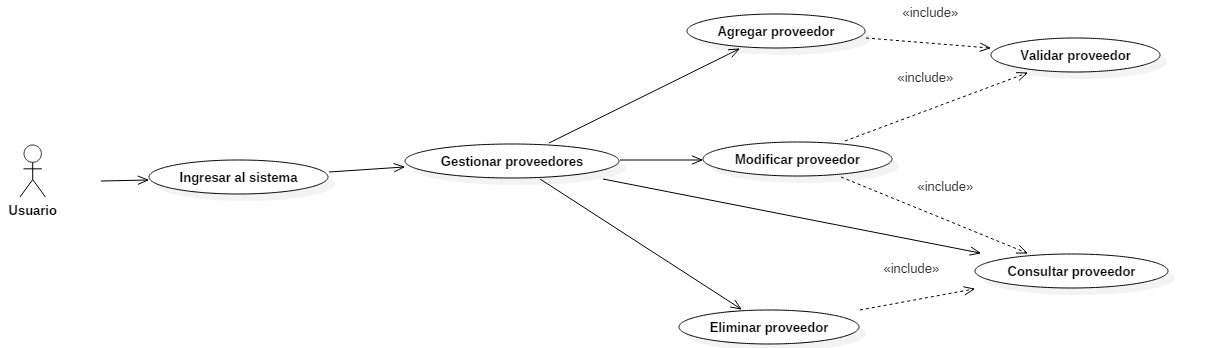 «include»
Agregar proveedor
Validar proveedor
«include»
Gestionar proveedores
Modificar proveedor
Ingresar al sistema
«include»
Usuario
«include»
Consultar proveedor
Eliminar proveedor